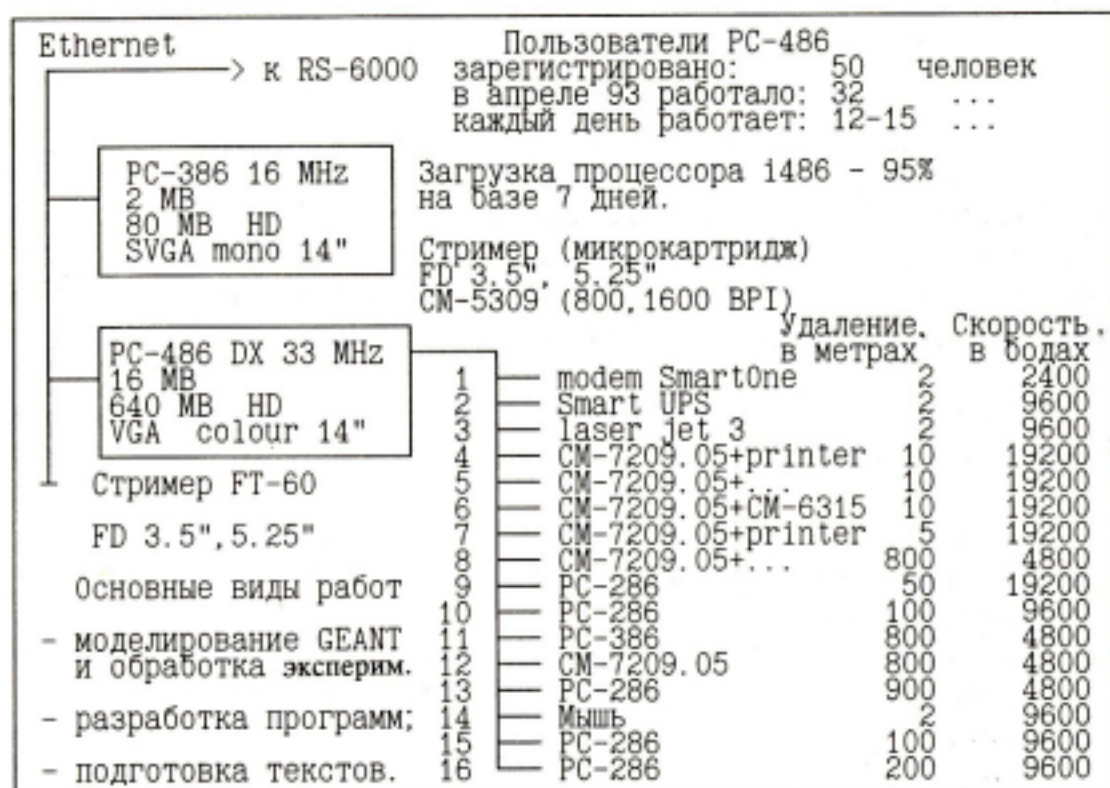 Ethernet
> к RS-6000
Пользователи PC-486
зарегистрировано: 50 человек
в апреле 93 работало: 32 ...
каждый день работает: 12-15 ...
PC-386 16 MHz
2 MB
80 MB HD
SVGA mono 14"
Загрузка процессора i486 - 95%
на базе 7 дней.
Стример (микрокартридж)
FD 3.5", 5.25"
СМ-5309 (800,1600 BPI)
PC-486 DX 33 MHz
16 MB
640 MB HD
VGA colour 14"
Стример FT-60
FD 3.5",5.25"
Основные виды работ
- моделирование GEANT
и обработка эксперим.
- разработка программ;
- подготовка текстов.
Удаление. Скорость.
в метрах в бодах
1 modem SmartOne 2 2400
2 Smart UPS 2 9600
3 laser jet 3 2 9600
4 СМ-7209.05+printer 10 19200
5 СМ-7209.05+... 10 19200
6 СМ-7209.05+СМ-6315 10 19200
7 СМ-7209.05+printer 5 19200
8 СМ-7209.05+... 800 4800
9 PC-286 50 19200
10 PC-286 100 9600
11 PC-386 800 4800
12 СМ-7209.05 800 4800
13 PC-286 900 4800
14 Мышь 2 9600
15 PC-286 100 9600
16 PC-286 200 9600